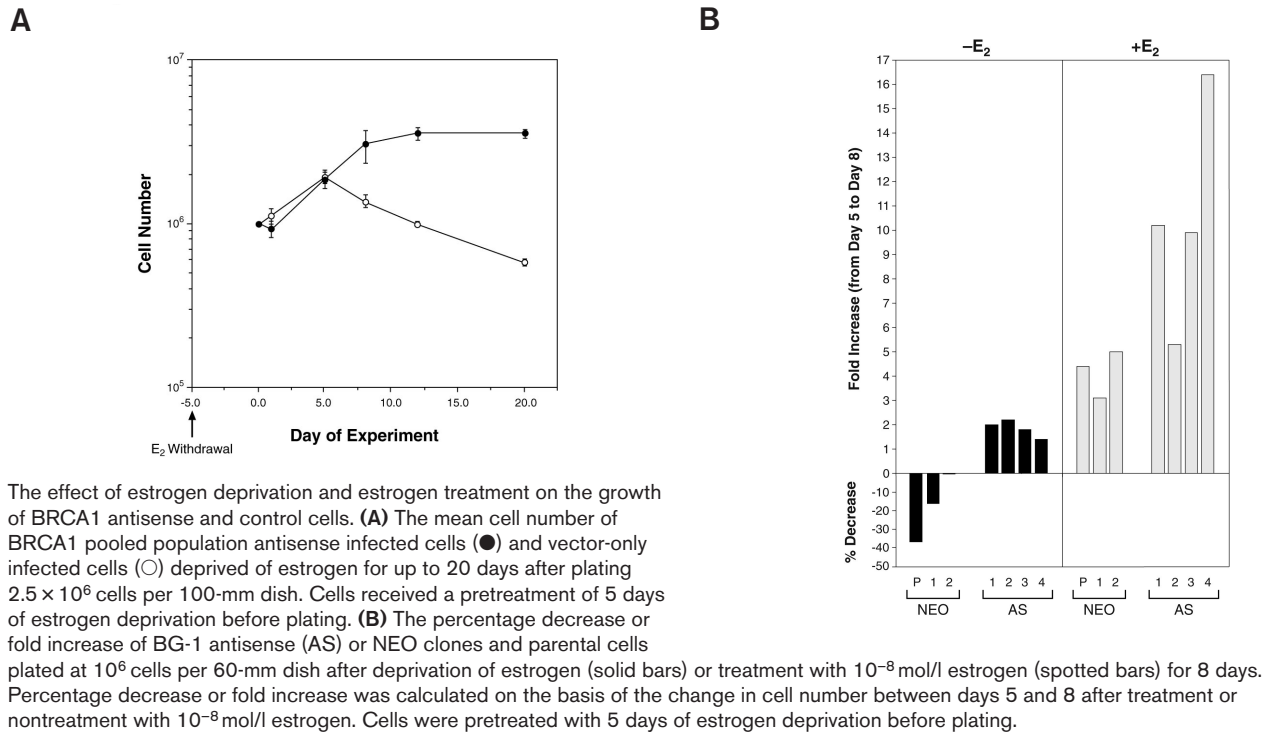 A
10⁷
10⁶
10⁵
Cell Number
-5.0 0.0 5.0 10.0 15.0 20.0
Day of Experiment
E₂ Withdrawal
B
–E₂ +E₂
17
16
15
14
13
12
11
10
9
8
7
6
5
4
3
2
1
0
-10
-20
-30
-40
-50
Fold Increase (from Day 5 to Day 8)
% Decrease
P 1 2 1 2 3 4 P 1 2 1 2 3 4
NEO AS NEO AS
The effect of estrogen deprivation and estrogen treatment on the growth
of BRCA1 antisense and control cells. (A) The mean cell number of
BRCA1 pooled population antisense infected cells (●) and vector-only
infected cells (○) deprived of estrogen for up to 20 days after plating
2.5 × 10⁶ cells per 100-mm dish. Cells received a pretreatment of 5 days
of estrogen deprivation before plating. (B) The percentage decrease or
fold increase of BG-1 antisense (AS) or NEO clones and parental cells
plated at 10⁶ cells per 60-mm dish after deprivation of estrogen (solid bars) or treatment with 10⁻⁸ mol/l estrogen (spotted bars) for 8 days.
Percentage decrease or fold increase was calculated on the basis of the change in cell number between days 5 and 8 after treatment or
nontreatment with 10⁻⁸ mol/l estrogen. Cells were pretreated with 5 days of estrogen deprivation before plating.